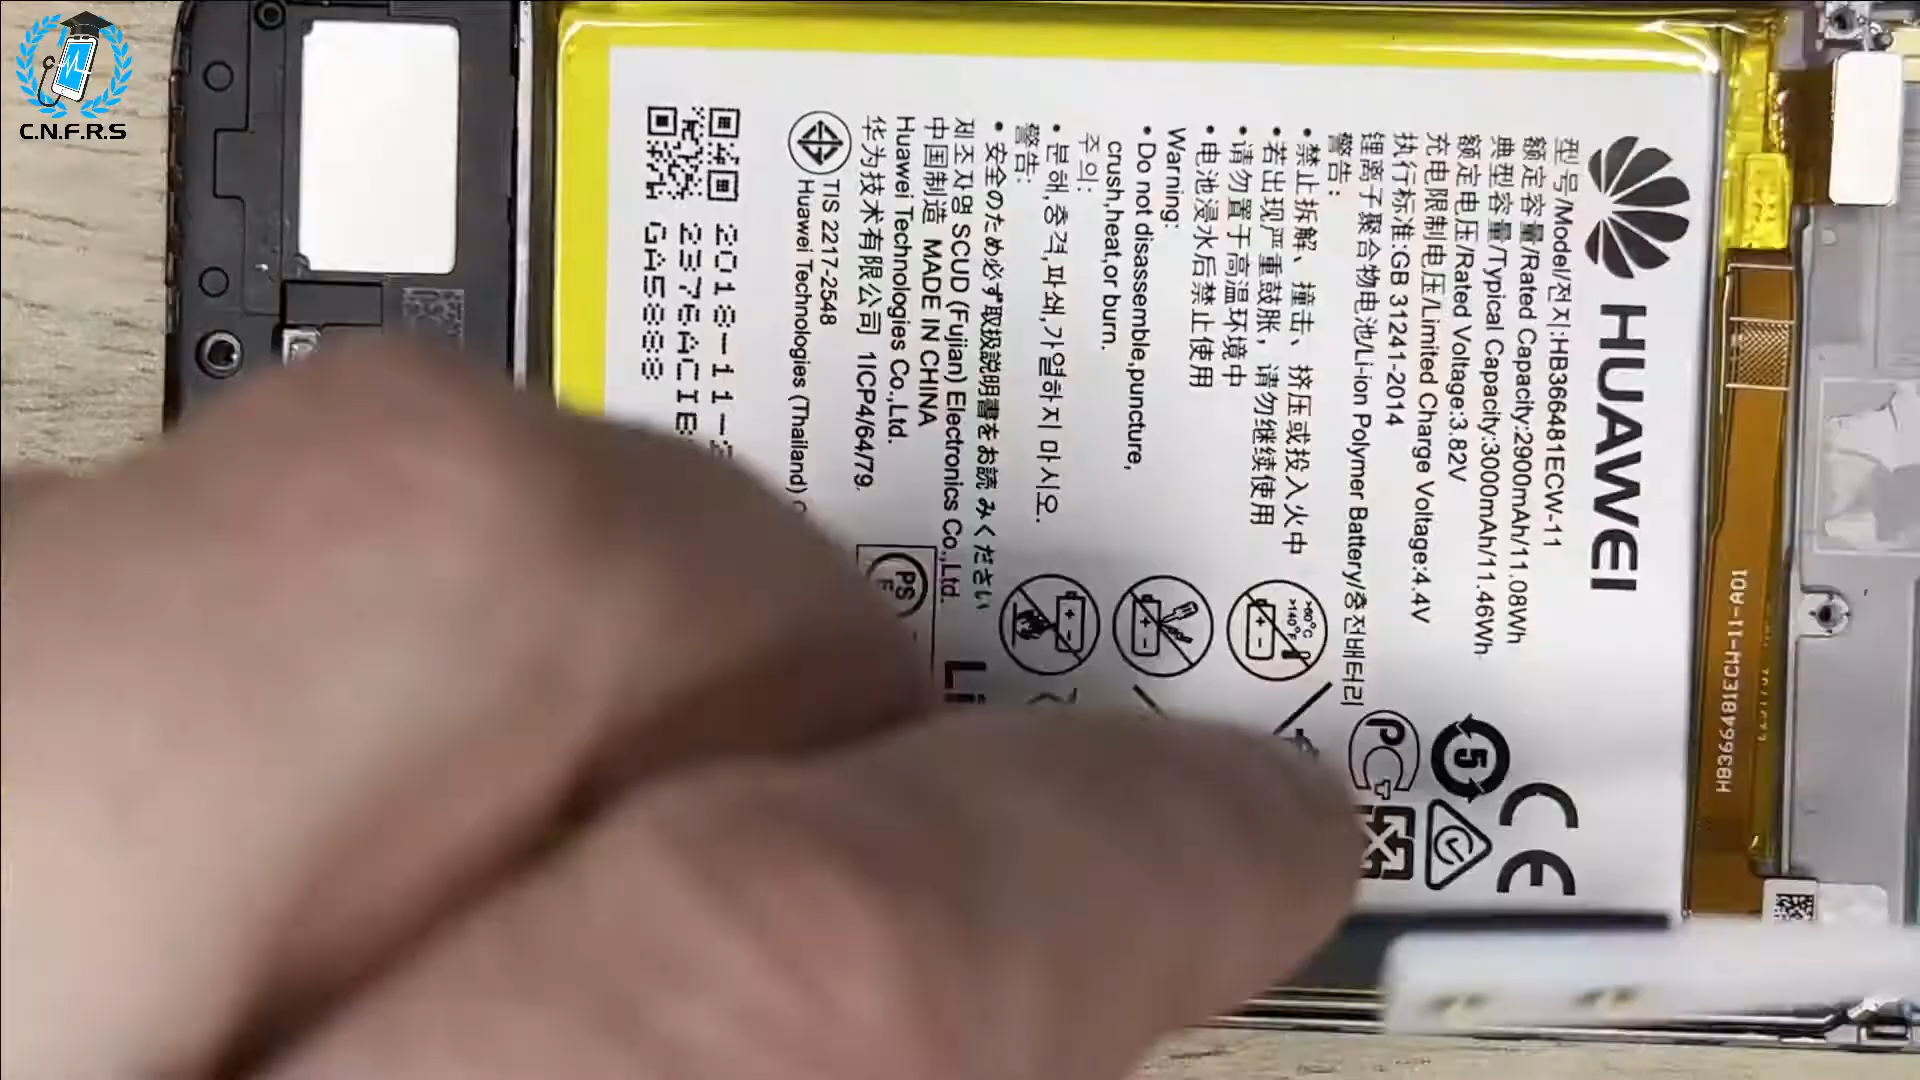 C.N.F.R.S
HUAWEI
型号/Model/전지:HB366481ECW-11
额定容量/Rated Capacity:2900mAh/11.08Wh
典型容量/Typical Capacity:3000mAh/11.46Wh
额定电压/Rated Voltage:3.82V
充电限制电压/Limited Charge Voltage:4.4V
执行标准:GB 31241-2014
锂离子聚合物电池/Li-ion Polymer Battery/충전배터리
警告:
• 禁止拆解、撞击、挤压或投入火中
• 若出现严重鼓胀，请勿继续使用
• 请勿置于高温环境中
• 电池浸水后禁止使用
Warning:
• Do not disassemble,puncture,
crush,heat,or burn.
주의:
• 분해,충격,파쇄,가열하지 마시오.
警告:
• 安全のため必ず取扱説明書をお読みください
제조자명 SCUD (Fujian) Electronics Co.,Ltd.
中国制造 MADE IN CHINA
Huawei Technologies Co.,Ltd.
华为技术有限公司 1ICP4/64/79.
TIS 2217-2548
Huawei Technologies (Thailand)
2018-11-2
2376ACIE
GA5888
>60°C
>140°F
PS
E
Li
5
CE
HB366481ECW-11-A01